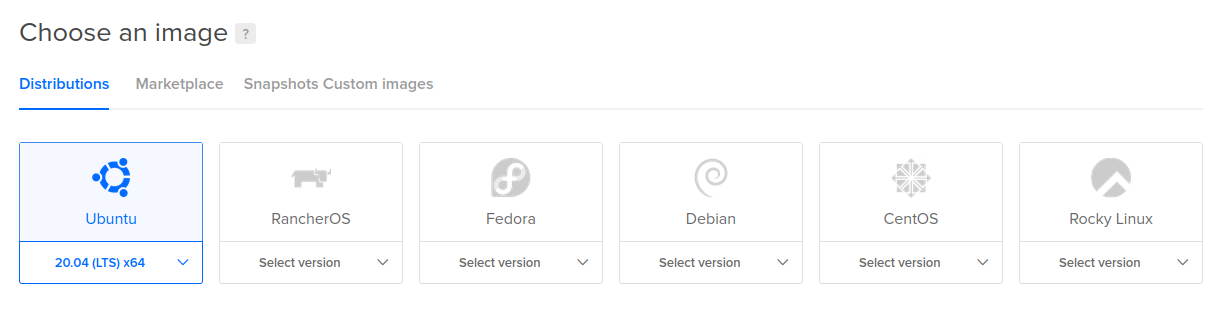 Choose an image ?
Distributions Marketplace Snapshots Custom images
Ubuntu RancherOS Fedora Debian CentOS Rocky Linux
20.04 (LTS) x64 Select version Select version Select version Select version Select version